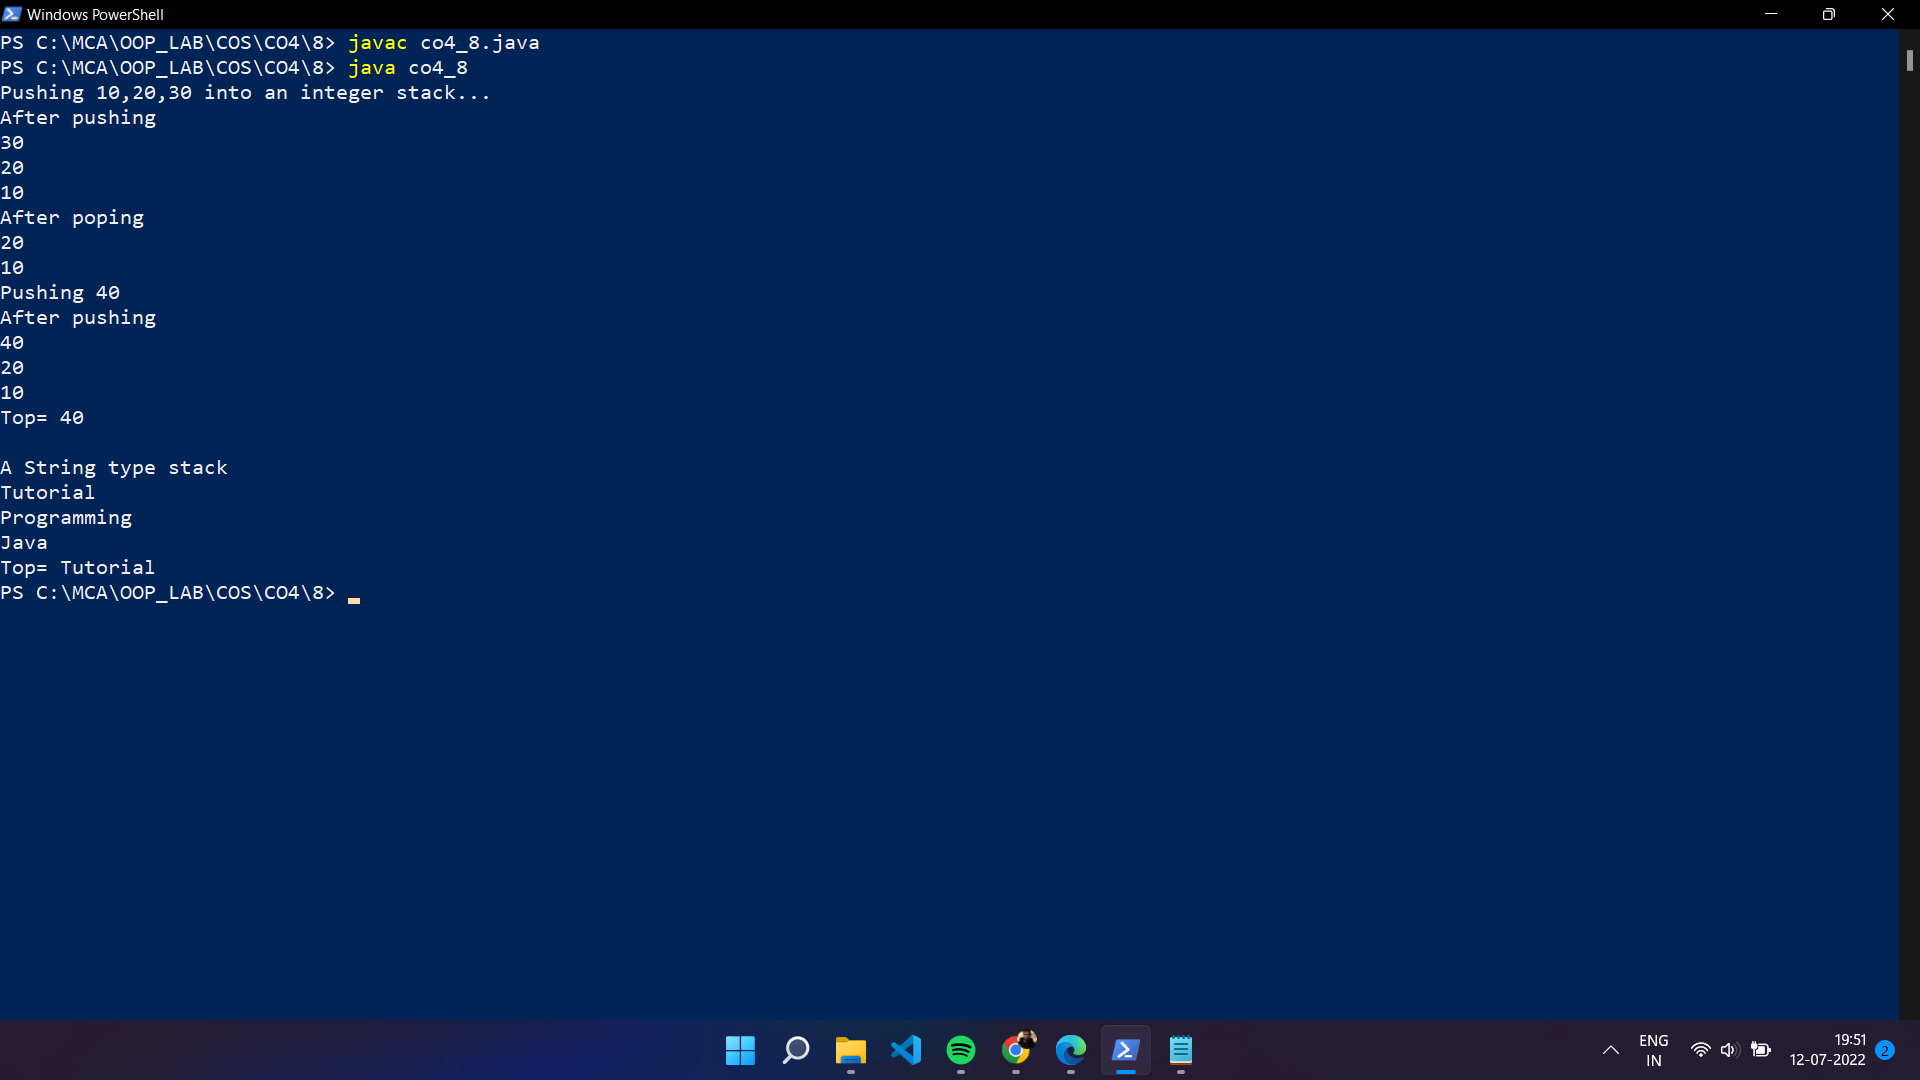 Windows PowerShell
PS C:\MCA\OOP_LAB\COS\CO4\8> javac co4_8.java
PS C:\MCA\OOP_LAB\COS\CO4\8> java co4_8
Pushing 10,20,30 into an integer stack...
After pushing
30
20
10
After poping
20
10
Pushing 40
After pushing
40
20
10
Top= 40
A String type stack
Tutorial
Programming
Java
Top= Tutorial
PS C:\MCA\OOP_LAB\COS\CO4\8>
ENG
IN
19:51
12-07-2022
2